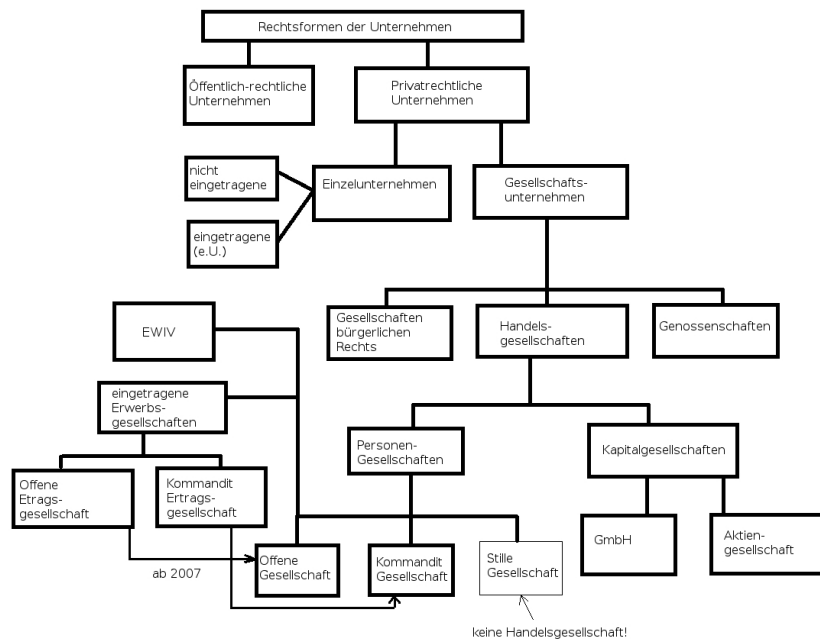 Rechtsformen der Unternehmen
Öffentlich-rechtliche
Unternehmen
Privatrechtliche
Unternehmen
nicht
eingetragene
Einzelunternehmen
Gesellschafts-
unternehmen
eingetragene
(e.U.)
EWIV
Gesellschaften
bürgerlichen
Rechts
Handels-
gesellschaften
Genossenschaften
eingetragene
Erwerbs-
gesellschaften
Personen-
Gesellschaften
Kapitalgesellschaften
Offene
Etrags-
gesellschaft
Kommandit
Ertrags-
gesellschaft
GmbH
Aktien-
gesellschaft
ab 2007
Offene
Gesellschaft
Kommandit
Gesellschaft
Stille
Gesellschaft
keine Handelsgesellschaft!